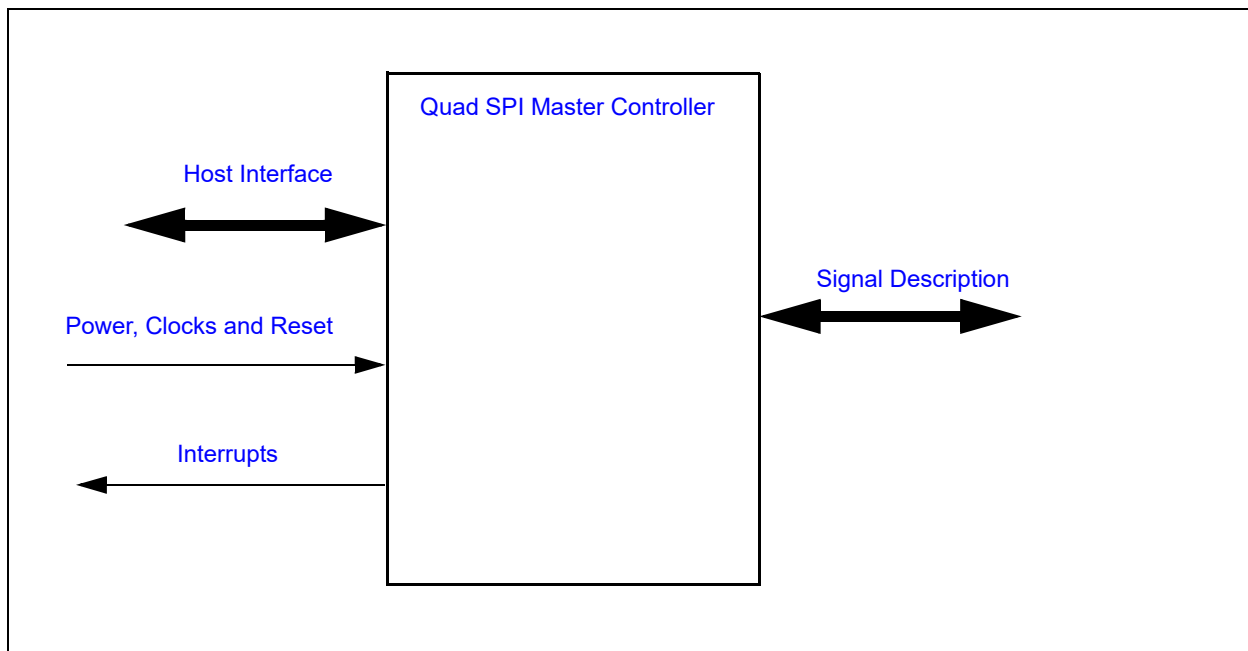 Quad SPI Master Controller
Host Interface
Signal Description
Power, Clocks and Reset
Interrupts